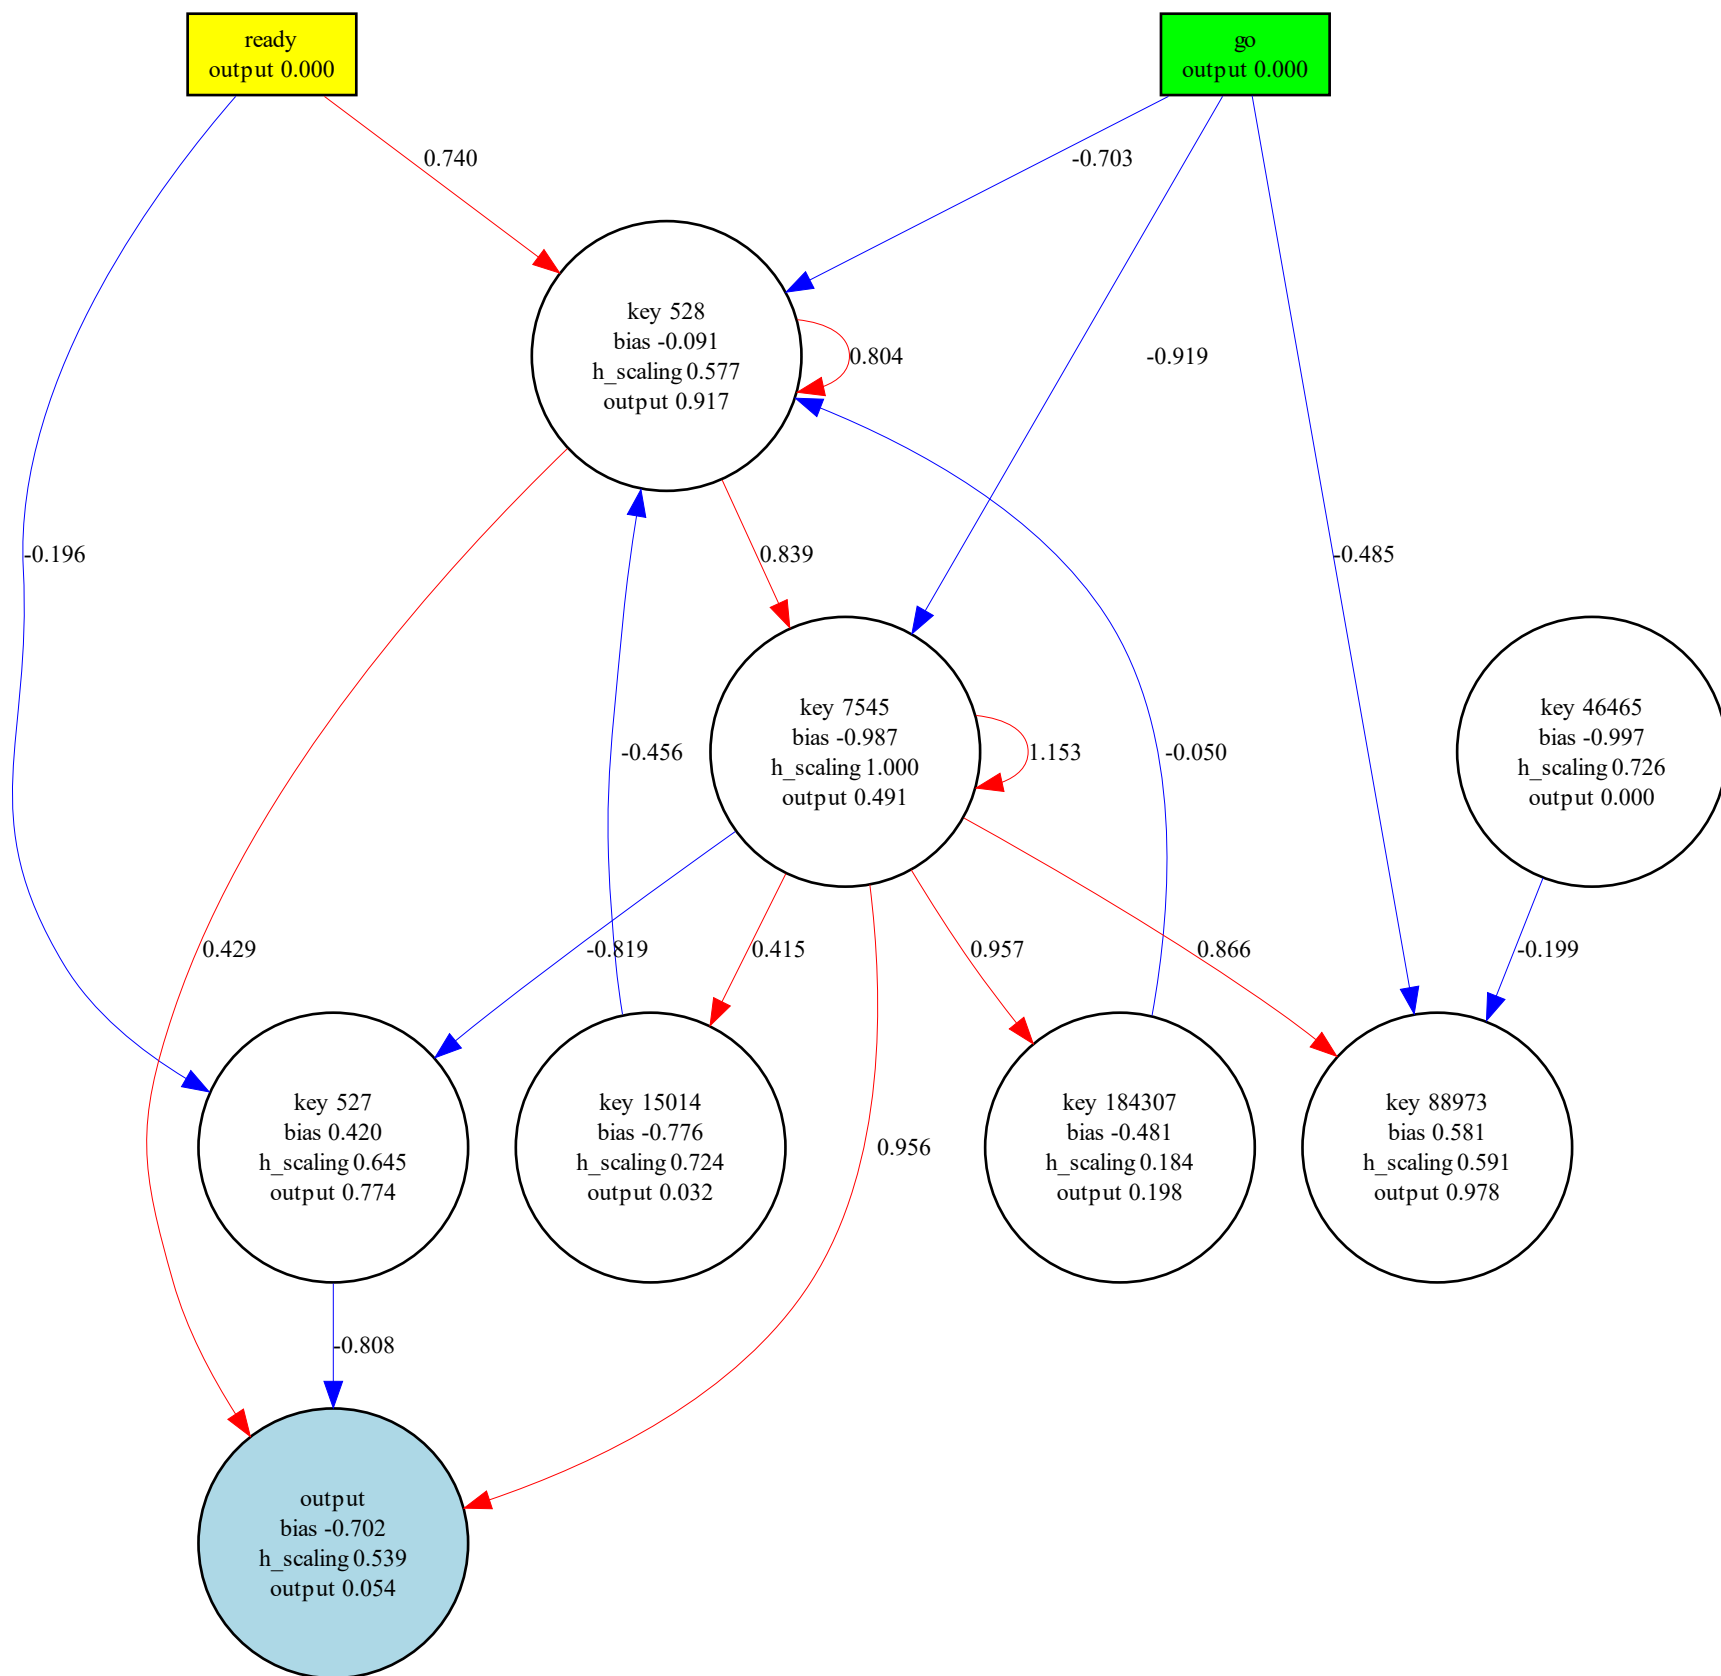 ready
output 0.000
go
output 0.000
0.740
-0.703
key 528
bias -0.091
h_scaling 0.577
output 0.917
0.804
-0.919
-0.196
0.839
-0.485
key 7545
bias -0.987
h_scaling 1.000
output 0.491
-0.456
1.153
-0.050
key 46465
bias -0.997
h_scaling 0.726
output 0.000
0.429
-0.819
0.415
0.957
0.866
-0.199
key 527
bias 0.420
h_scaling 0.645
output 0.774
key 15014
bias -0.776
h_scaling 0.724
output 0.032
0.956
key 184307
bias -0.481
h_scaling 0.184
output 0.198
key 88973
bias 0.581
h_scaling 0.591
output 0.978
-0.808
output
bias -0.702
h_scaling 0.539
output 0.054